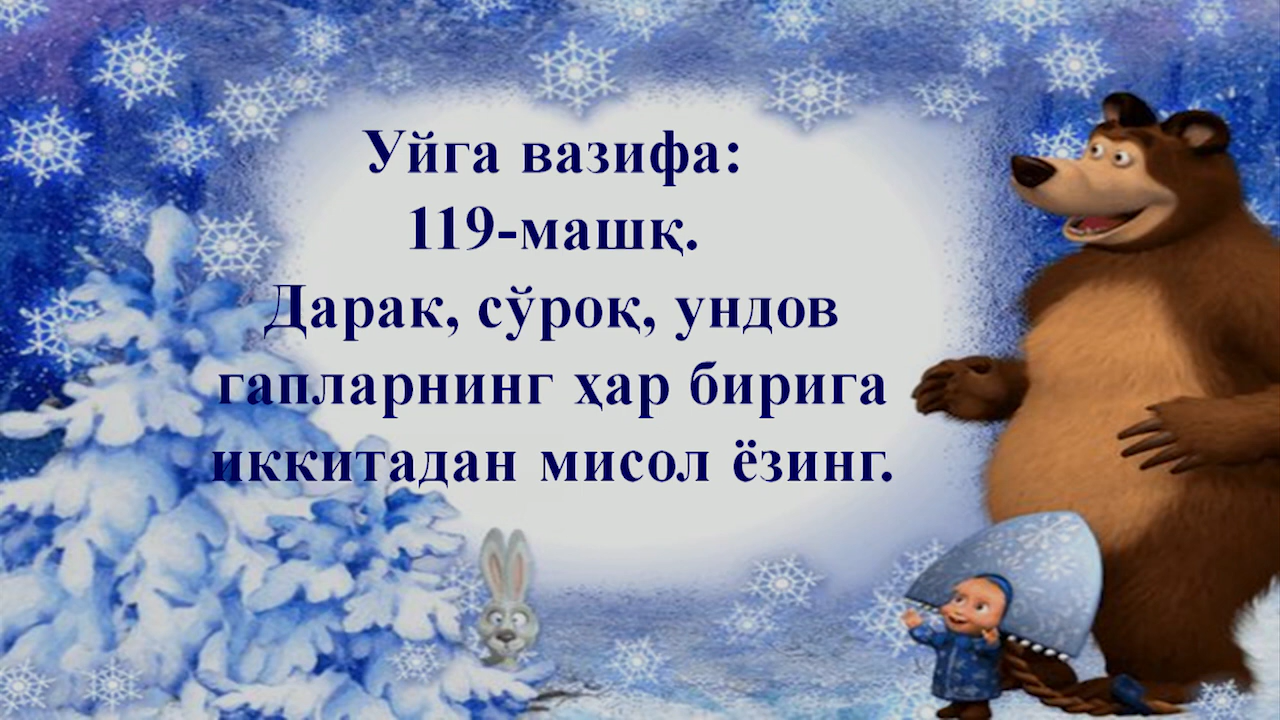 Уйга вазифа:
119-машқ.
Дарак, сўроқ, ундов
гапларнинг ҳар бирига
иккитадан мисол ёзинг.